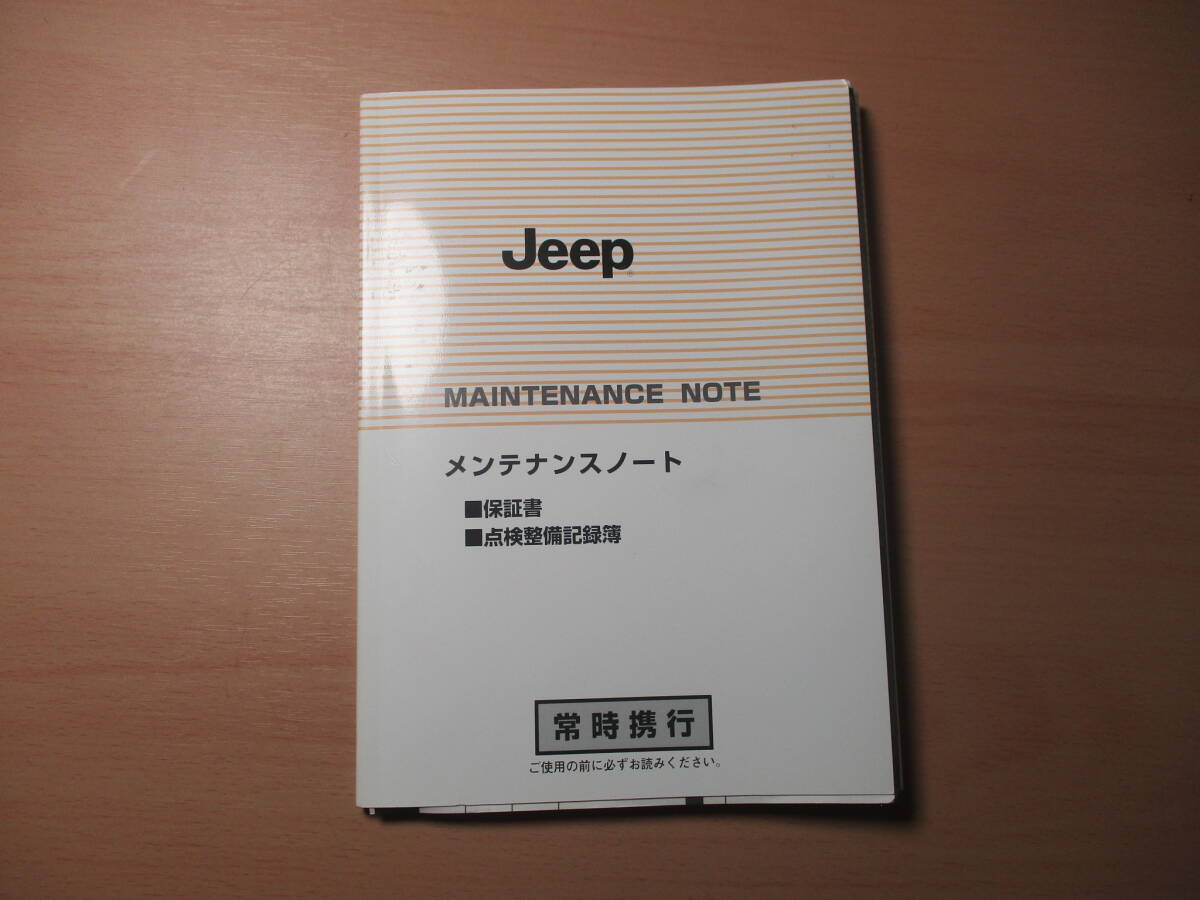 Jeep®
MAINTENANCE NOTE
メンテナンスノート
■保証書
■点検整備記録簿
常時携行
ご使用の前に必ずお読みください。